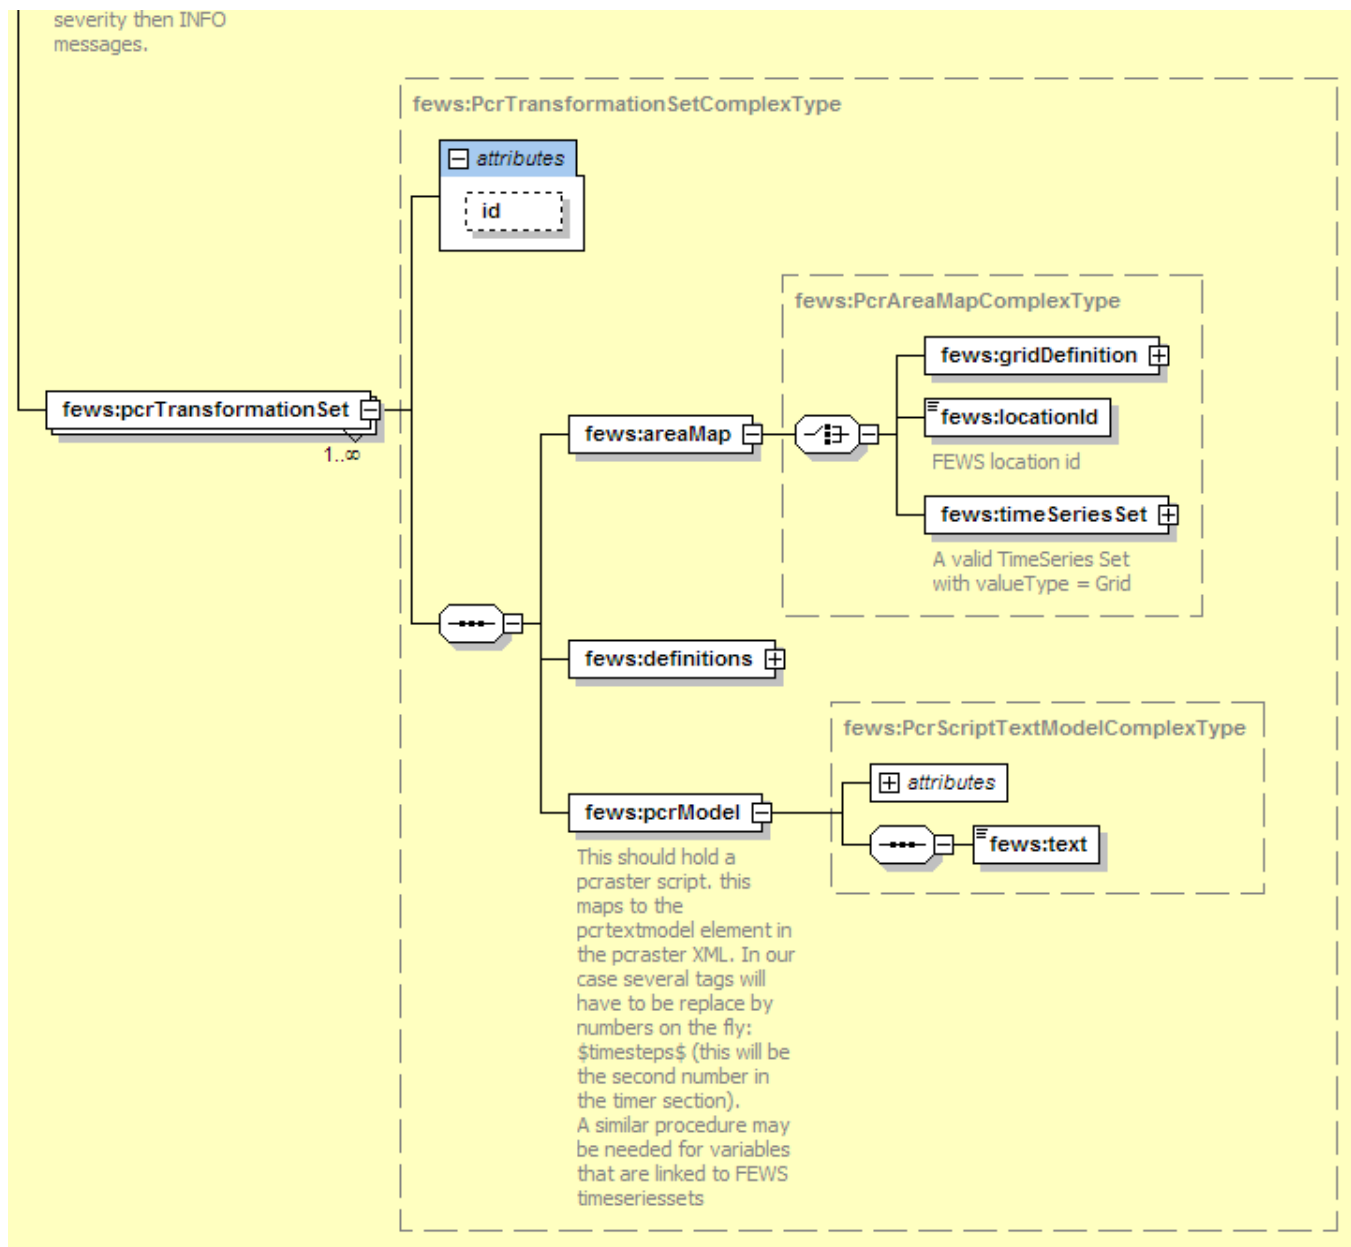 severity then INFO
messages.
fews:PcrTransformationSetComplexType
attributes
id
fews:PcrAreaMapComplexType
fews:gridDefinition
fews:pcrTransformationSet
1..∞
fews:areaMap
fews:locationId
FEWS location id
fews:timeSeriesSet
A valid TimeSeries Set
with valueType = Grid
fews:definitions
fews:PcrScriptTextModelComplexType
attributes
fews:pcrModel
fews:text
This should hold a
pcraster script. this
maps to the
pcrtextmodel element in
the pcraster XML. In our
case several tags will
have to be replace by
numbers on the fly:
$timesteps$ (this will be
the second number in
the timer section).
A similar procedure may
be needed for variables
that are linked to FEWS
timeseriessets